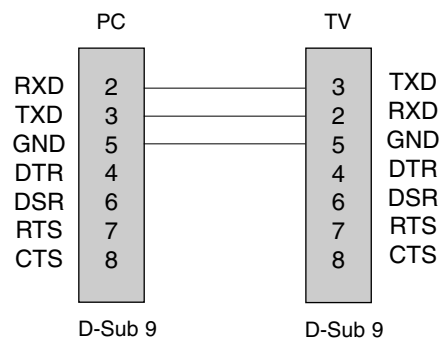 PC TV
RXD 2 3 TXD
TXD 3 2 RXD
GND 5 5 GND
DTR 4 4 DTR
DSR 6 6 DSR
RTS 7 7 RTS
CTS 8 8 CTS
D-Sub 9 D-Sub 9